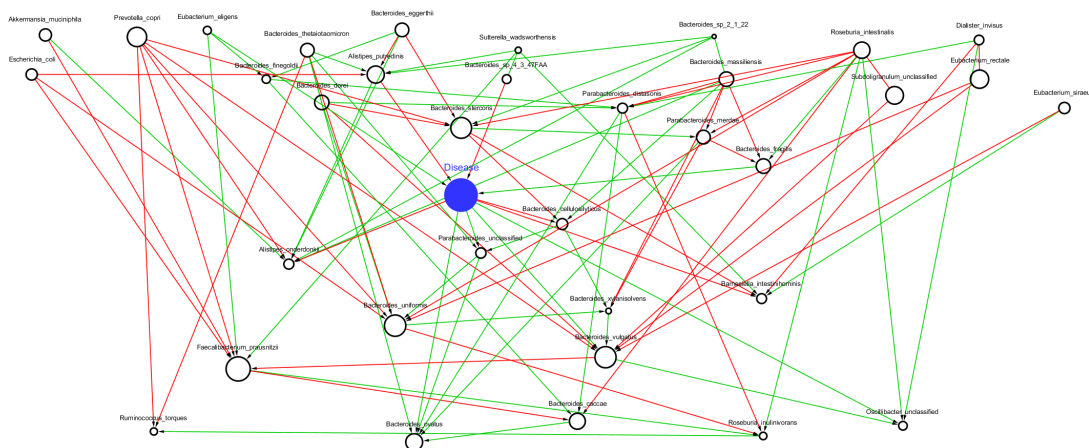 Akkermansia_muciniphila
Prevotella_copri
Eubacterium_eligens
Bacteroides_eggerthii
Bacteroides_thetaiotaomicron
Sulterella_wadsworthensis
Bacteroides_sp_2_1_22
Roseburia_intestinalis
Dialister_invisus
Escherichia_coli
Bacteroides_finegoldii
Alistipes_putredinis
Bacteroides_sp_4_3_47FAA
Bacteroides_massiliensis
Subdoligranulum_unclassified
Eubacterium_rectale
Bacteroides_dorei
Bacteroides_stercoris
Parabacteroides_distasonis
Eubacterium_siraeum
Parabacteroides_merdae
Bacteroides_fragilis
Disease
Bacteroides_cellulosilyticus
Alistipes_onderdonkii
Parabacteroides_unclassified
Bacteroides_uniformis
Bacteroides_xylanisolvens
Barnesiella_intestinihominis
Faecalibacterium_prausnitzii
Bacteroides_vulgatus
Ruminococcus_torques
Bacteroides_ovatus
Bacteroides_caccae
Roseburia_inulinivorans
Oscillibacter_unclassified